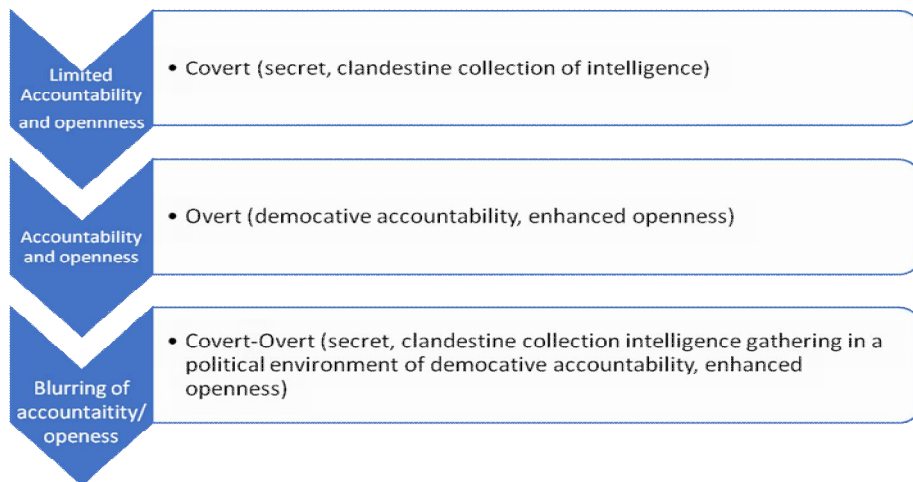 Limited
Accountability
and opennness
• Covert (secret, clandestine collection of intelligence)
Accountability
and openness
• Overt (democative accountability, enhanced openness)
Blurring of
accountaitity/
openess
• Covert-Overt (secret, clandestine collection intelligence gathering in a
political environment of democative accountability, enhanced
openness)